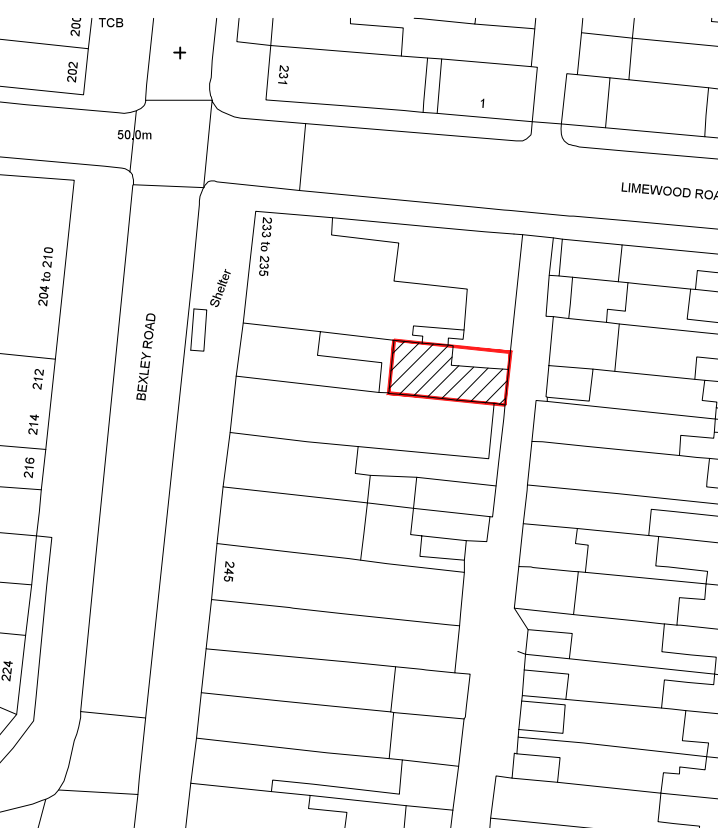 200
TCB
202
231
1
50.0m
LIMEWOOD ROA
233 to 235
204 to 210
Shelter
BEXLEY ROAD
212
214
216
245
224